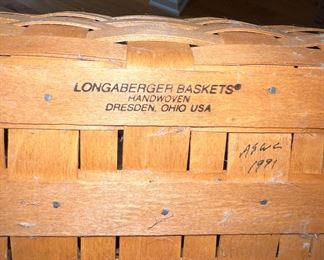 LONGABERGER BASKETS®
HANDWOVEN
DRESDEN, OHIO USA
1991